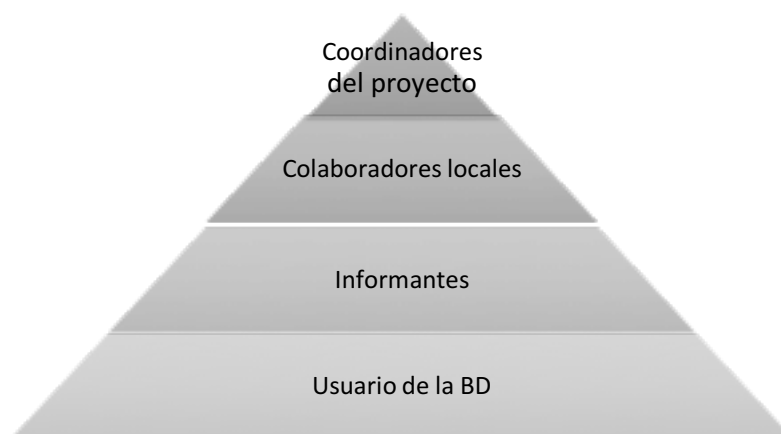 Coordinadores
del proyecto
Colaboradores locales
Informantes
Usuario de la BD